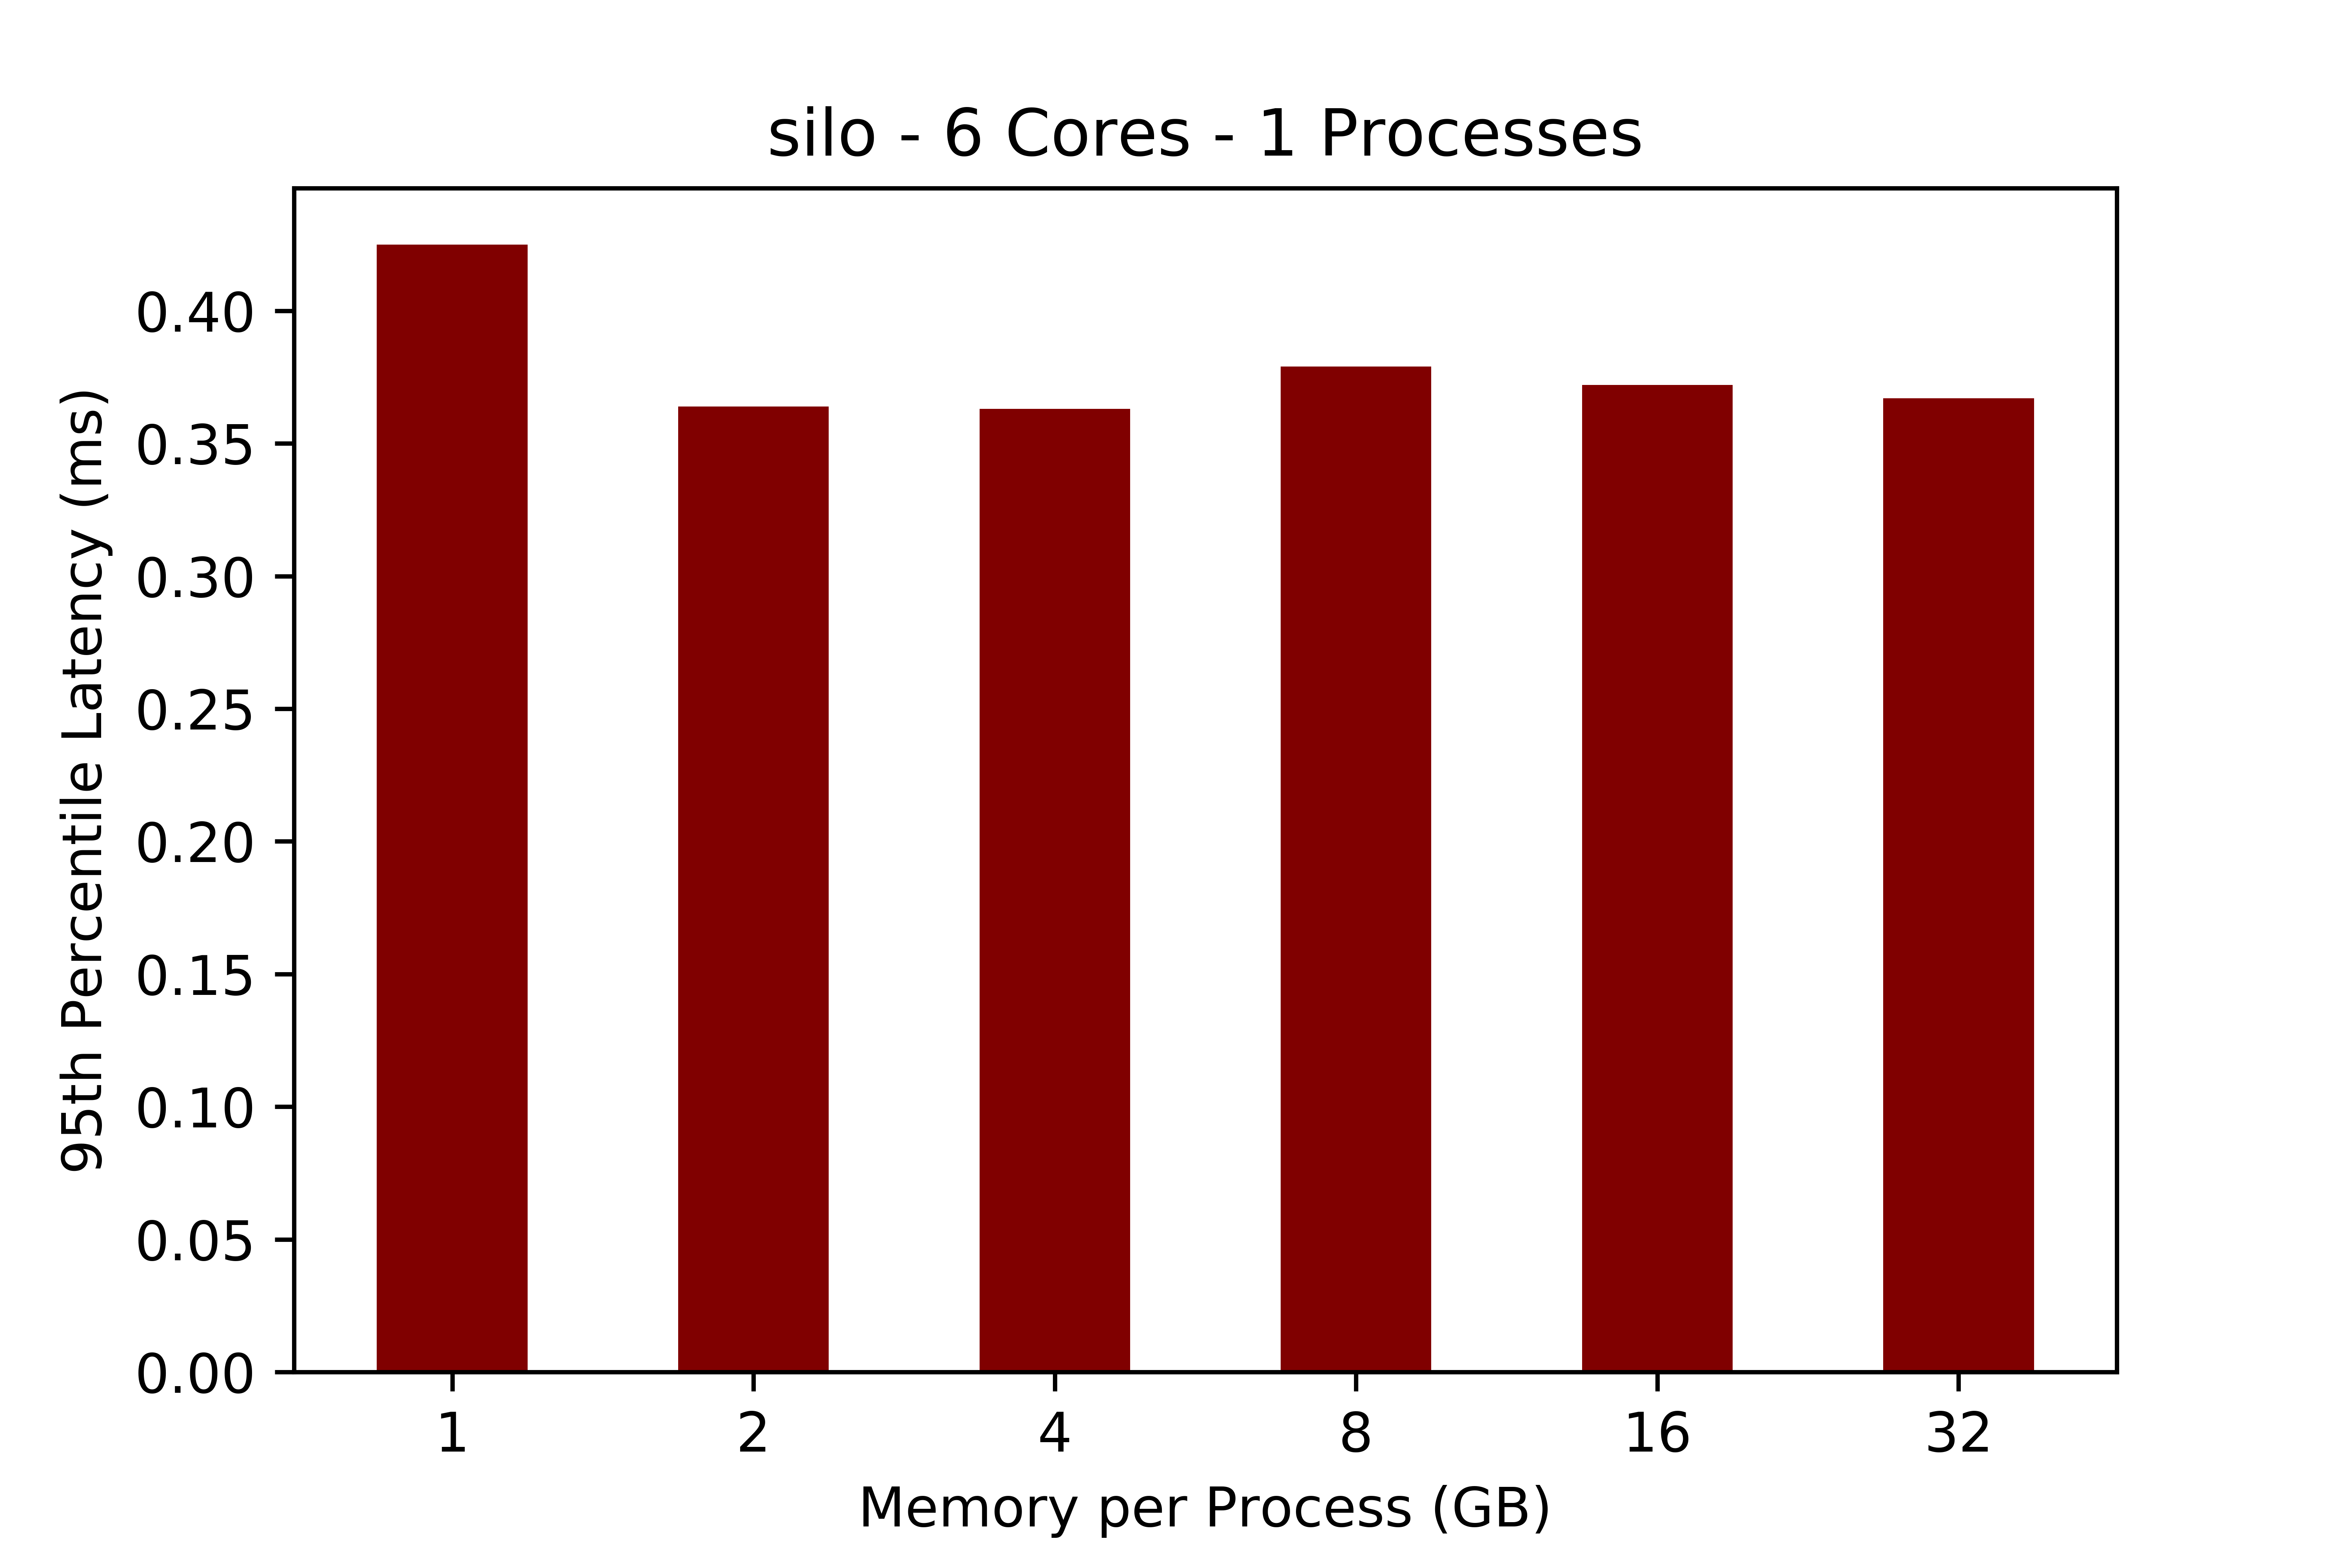 silo - 6 Cores - 1 Processes
95th Percentile Latency (ms)
0.40
0.35
0.30
0.25
0.20
0.15
0.10
0.05
0.00
1 2 4 8 16 32
Memory per Process (GB)